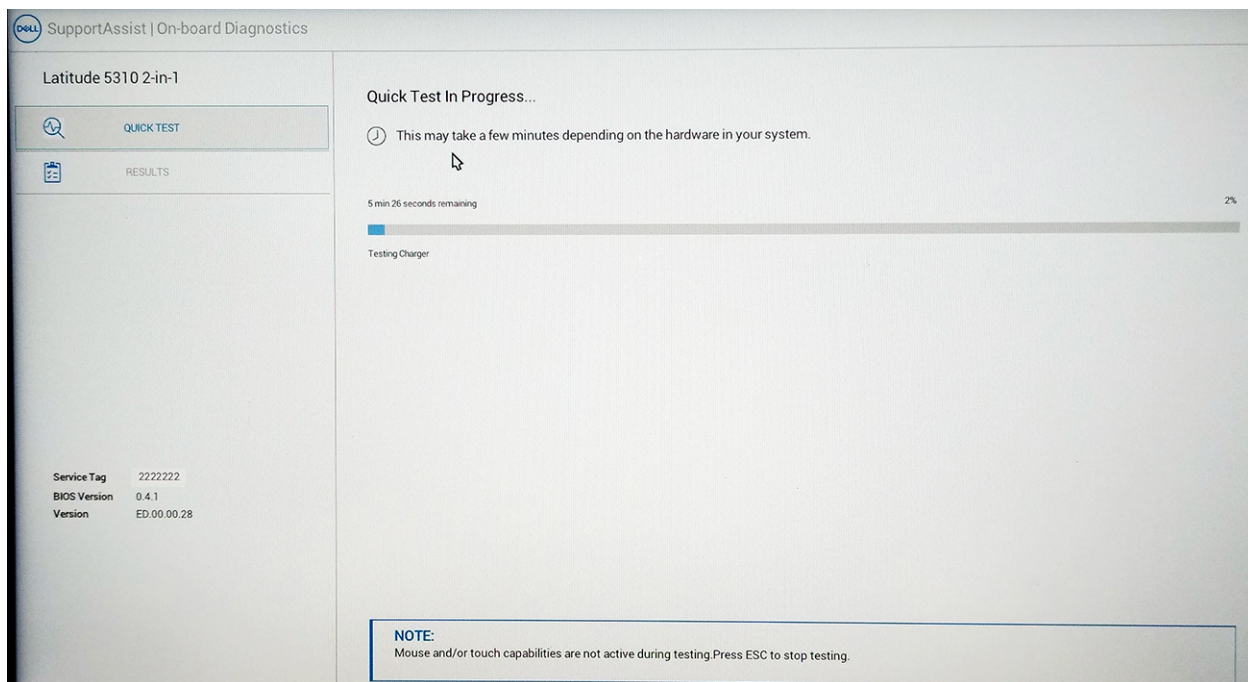 DELL SupportAssist | On-board Diagnostics
Latitude 5310 2-in-1
QUICK TEST
RESULTS
Quick Test In Progress...
This may take a few minutes depending on the hardware in your system.
5 min 26 seconds remaining 2%
Testing Charger
Service Tag 2222222
BIOS Version 0.4.1
Version ED.00.00.28
NOTE:
Mouse and/or touch capabilities are not active during testing.Press ESC to stop testing.